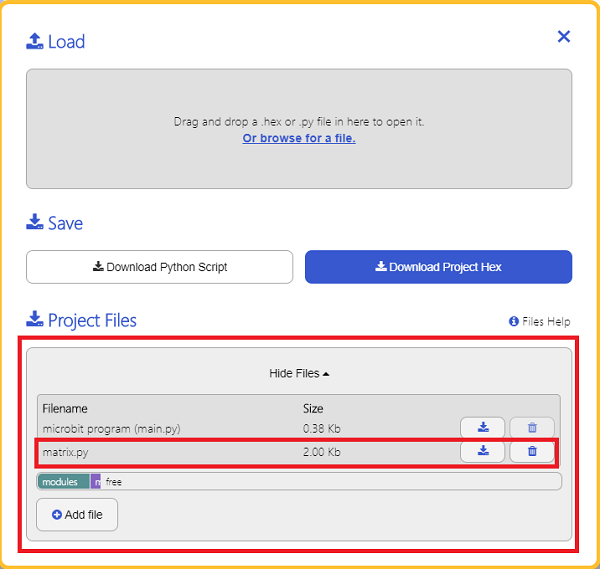 Load
Drag and drop a .hex or .py file in here to open it.
Or browse for a file.
Save
Download Python Script
Download Project Hex
Project Files
Files Help
Hide Files
Filename Size
microbit program (main.py) 0.38 Kb
matrix.py 2.00 Kb
modules free
Add file